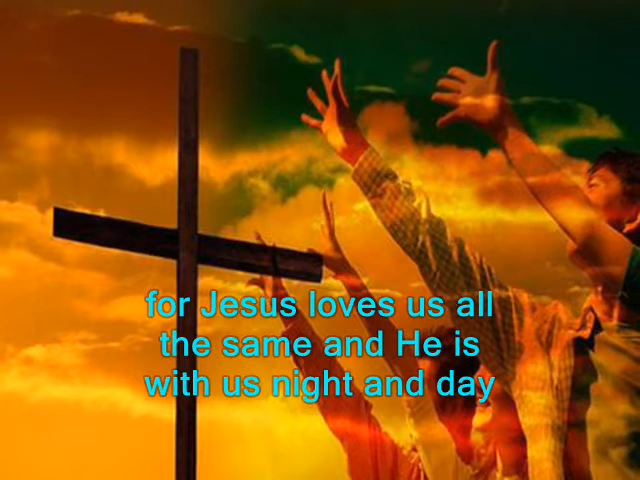 for Jesus loves us all
the same and He is
with us night and day